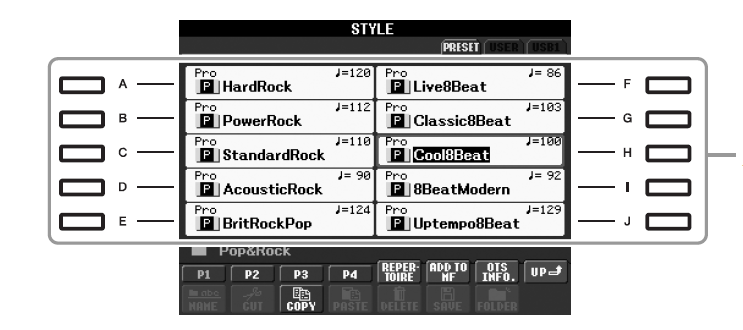 STYLE
PRESET USER USB1
A Pro ♩=120 P HardRock Pro ♩= 86 P Live8Beat F
B Pro ♩=112 P PowerRock Pro ♩=103 P Classic8Beat G
C Pro ♩=110 P StandardRock Pro ♩=100 P Cool8Beat H
D Pro ♩= 90 P AcousticRock Pro ♩= 92 P 8BeatModern I
E Pro ♩=124 P BritRockPop Pro ♩=129 P Uptempo8Beat J
Pop&Rock
P1 P2 P3 P4 REPER-TOIRE ADD TO MF OTS INFO. UP
NAME CUT COPY PASTE DELETE SAVE FOLDER